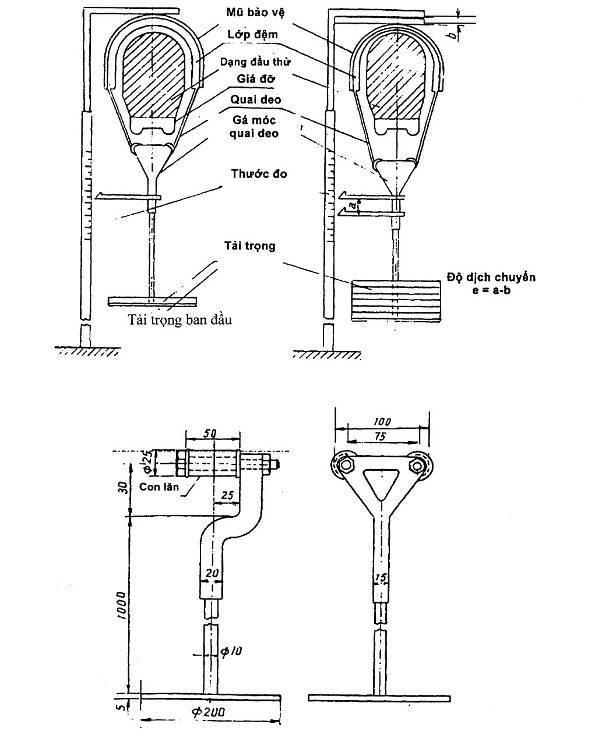 Mũ bảo vệ
Lớp đệm
Dạng đầu thử
Giá đỡ
Quai deo
Gá móc
quai deo
Thước đo
Tải trọng
Tải trọng ban đầu
b
a
Độ dịch chuyển
e = a-b
50
ϕ25
Con lăn
30
25
20
1000
ϕ10
5
ϕ200
100
75
15